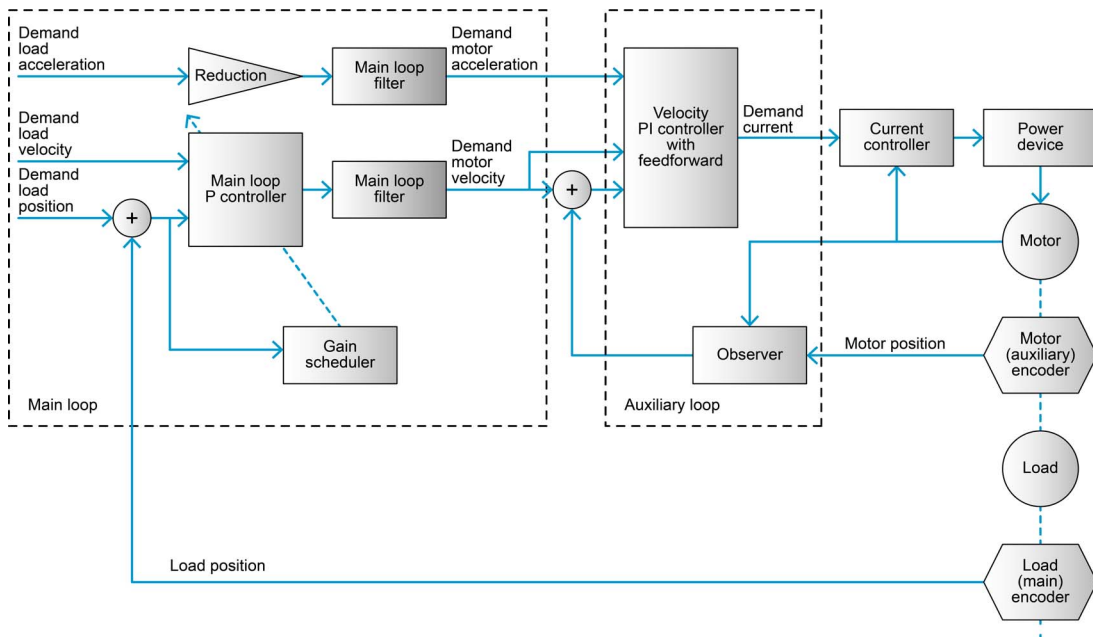 Demand
load
acceleration
Reduction
Main loop
filter
Demand
motor
acceleration
Demand
load
velocity
Demand
load
position
+
Main loop
P controller
Main loop
filter
Demand
motor
velocity
+
Velocity
PI controller
with
feedforward
Demand
current
Current
controller
Power
device
Motor
Gain
scheduler
Observer
Motor position
Motor
(auxiliary)
encoder
Main loop
Auxiliary loop
Load
Load position
Load
(main)
encoder